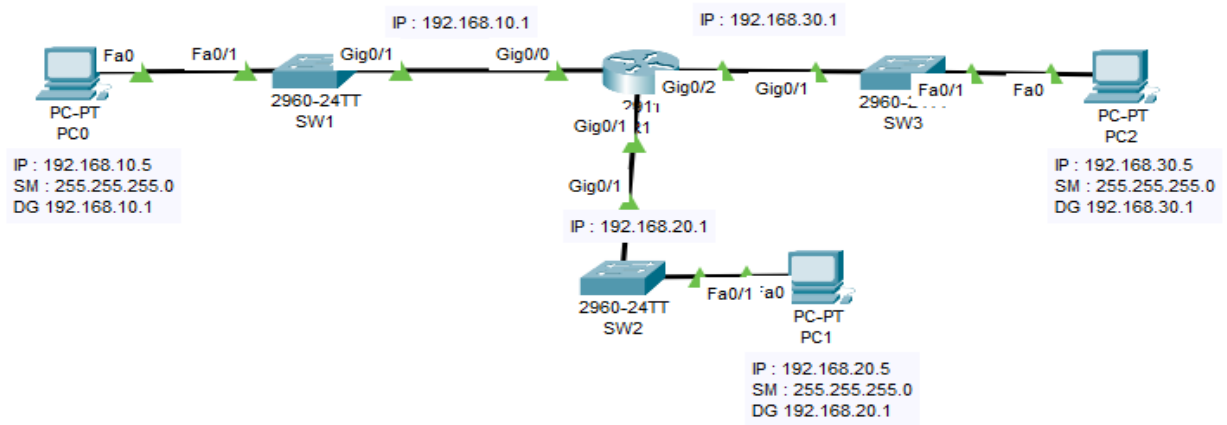 IP : 192.168.10.1
IP : 192.168.30.1
Fa0
Fa0/1
Gig0/1
Gig0/0
Gig0/2
Gig0/1
Fa0/1
Fa0
PC-PT
PC0
2960-24TT
SW1
Gig0/1
SW3
PC-PT
PC2
IP : 192.168.10.5
SM : 255.255.255.0
DG 192.168.10.1
Gig0/1
IP : 192.168.30.5
SM : 255.255.255.0
DG 192.168.30.1
IP : 192.168.20.1
2960-24TT
SW2
Fa0/1
PC-PT
PC1
IP : 192.168.20.5
SM : 255.255.255.0
DG 192.168.20.1